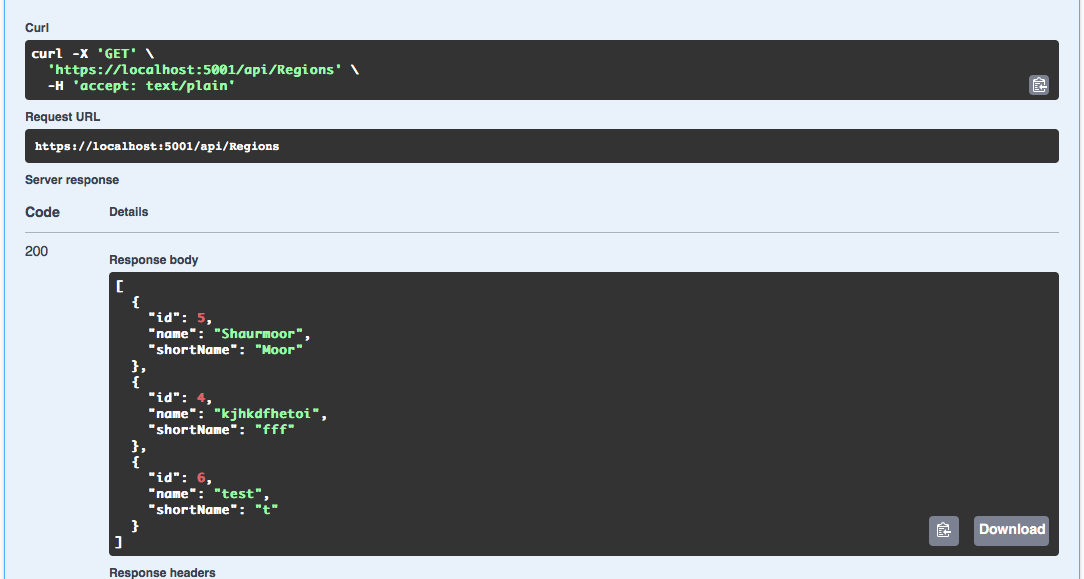 Curl
curl -X 'GET' \
  'https://localhost:5001/api/Regions' \
  -H 'accept: text/plain'
Request URL
https://localhost:5001/api/Regions
Server response
Code Details
200
Response body
[
  {
    "id": 5,
    "name": "Shaurmoor",
    "shortName": "Moor"
  },
  {
    "id": 4,
    "name": "kjhkdfhetoi",
    "shortName": "fff"
  },
  {
    "id": 6,
    "name": "test",
    "shortName": "t"
  }
]
Download
Response headers